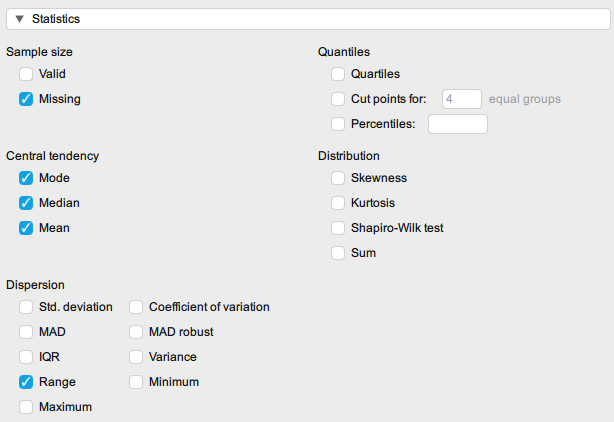 Statistics
Sample size
Valid
Missing
Central tendency
Mode
Median
Mean
Quantiles
Quartiles
Cut points for: 4 equal groups
Percentiles:
Distribution
Skewness
Kurtosis
Shapiro-Wilk test
Sum
Dispersion
Std. deviation Coefficient of variation
MAD MAD robust
IQR Variance
Range Minimum
Maximum